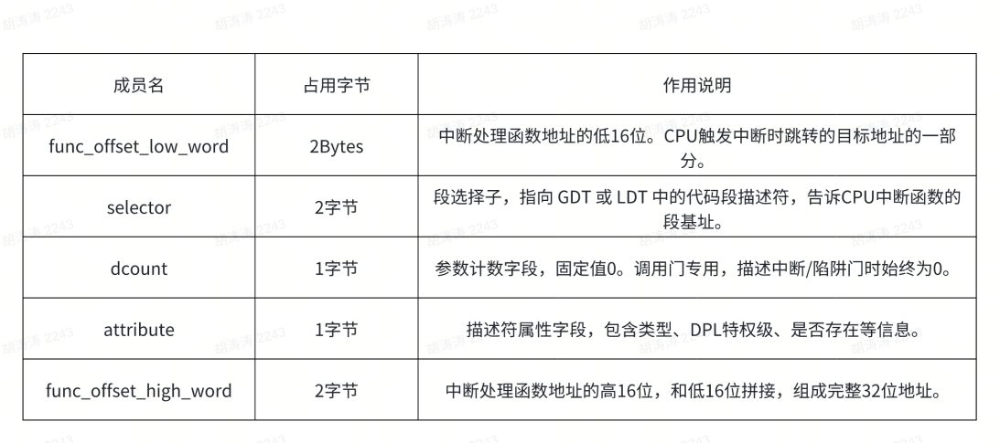 成员名 占用字节 作用说明
func_offset_low_word 2Bytes 中断处理函数地址的低16位。CPU触发中断时跳转的目标地址的一部
分。
selector 2字节 段选择子，指向 GDT 或 LDT 中的代码段描述符，告诉CPU中断函数的
段基址。
dcount 1字节 参数计数字段，固定值0。调用门专用，描述中断/陷阱门时始终为0。
attribute 1字节 描述符属性字段，包含类型、DPL特权级、是否存在等信息。
func_offset_high_word 2字节 中断处理函数地址的高16位，和低16位拼接，组成完整32位地址。
胡涛涛 2243